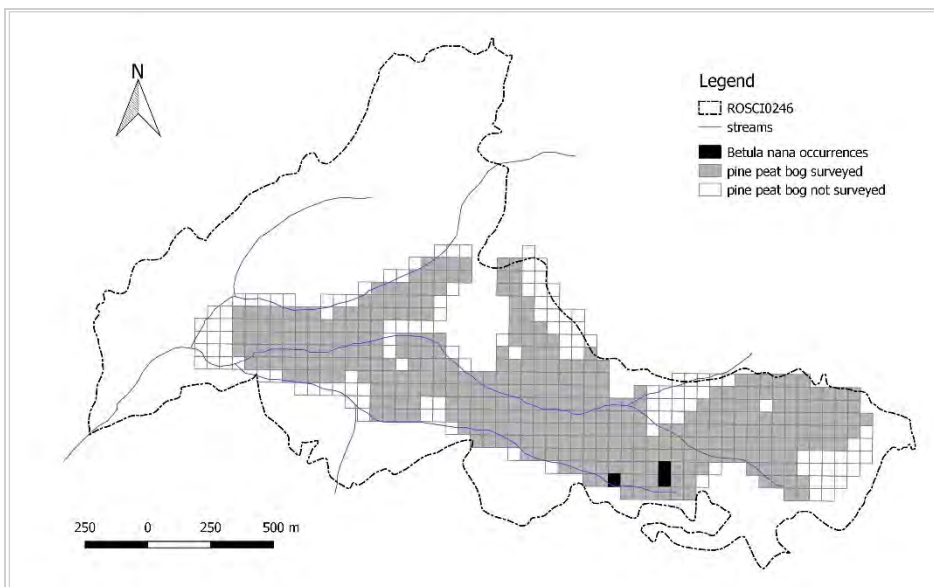 N
Legend
ROSCI0246
streams
Betula nana occurrences
pine peat bog surveyed
pine peat bog not surveyed
250 0 250 500 m